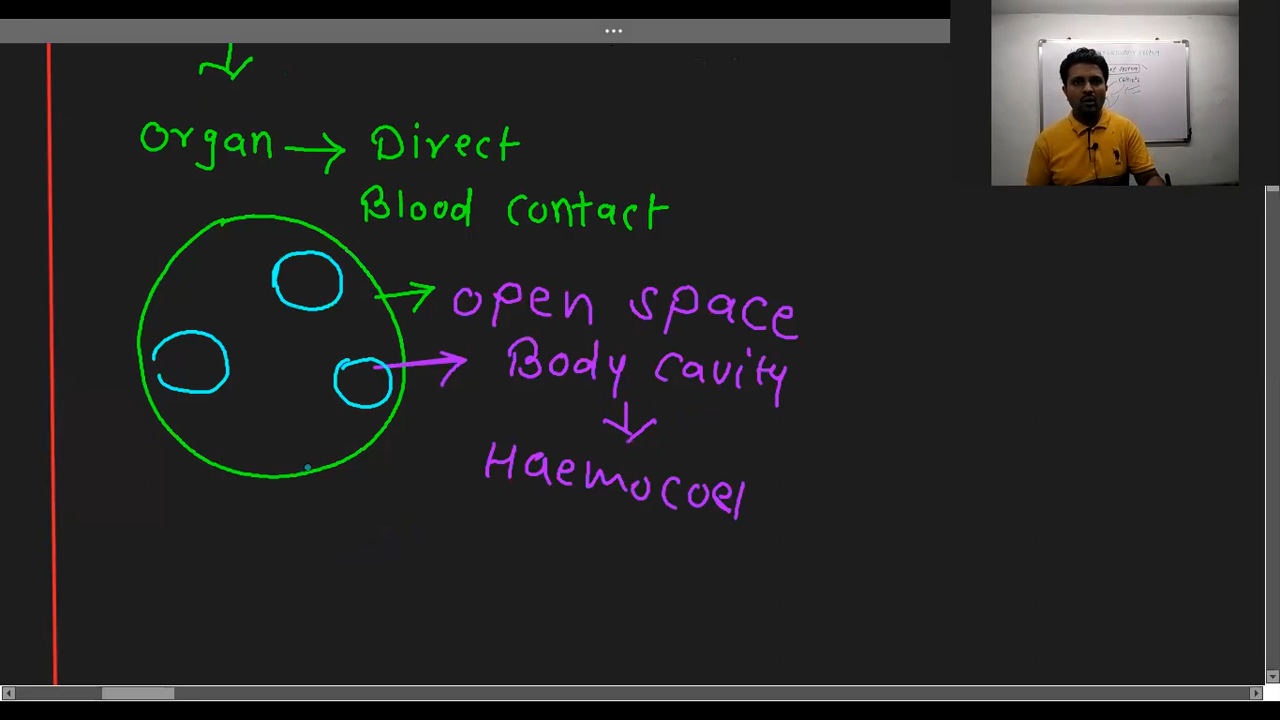 Organ → Direct
Blood contact
open space
Body cavity
Haemocoel